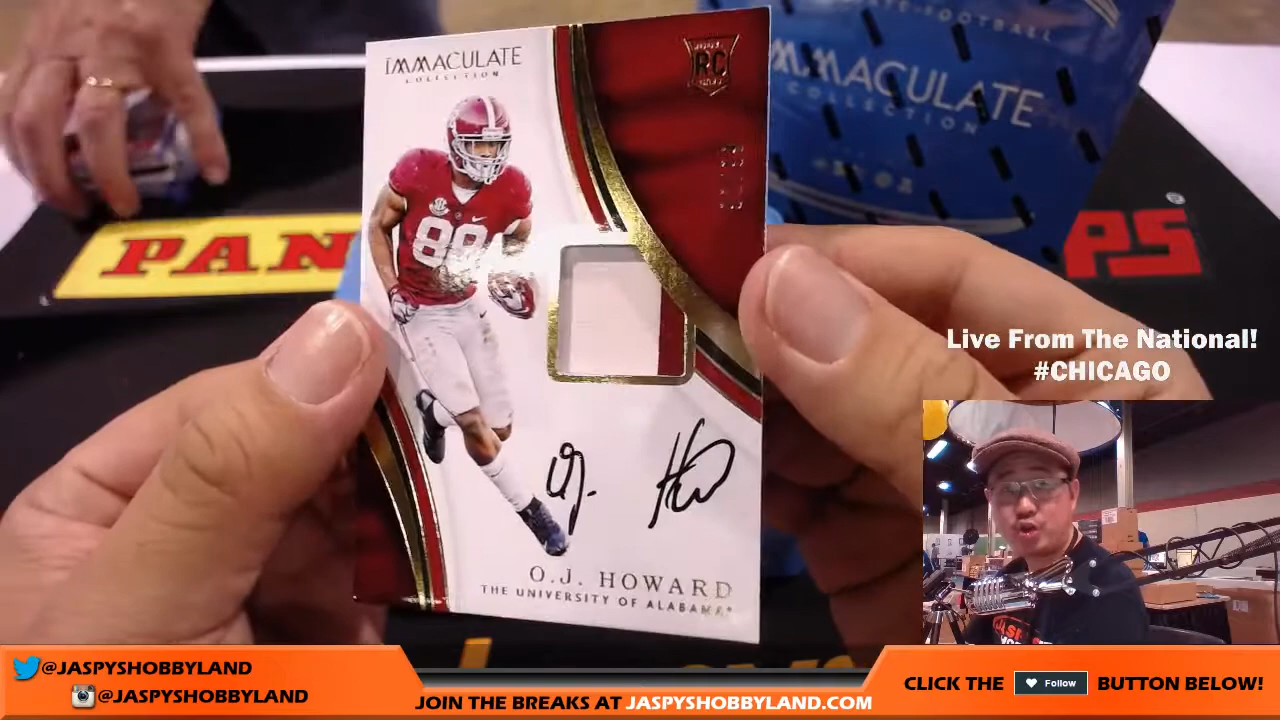 IMMACULATE
COLLECTION
RC
88
O.J. HOWARD
THE UNIVERSITY OF ALABAMA
FOOTBALL
IMMACULATE
COLLECTION
PAN
PS
Live From The National!
#CHICAGO
@JASPYSHOBBYLAND
@JASPYSHOBBYLAND
JOIN THE BREAKS AT JASPYSHOBBYLAND.COM
CLICK THE Follow BUTTON BELOW!